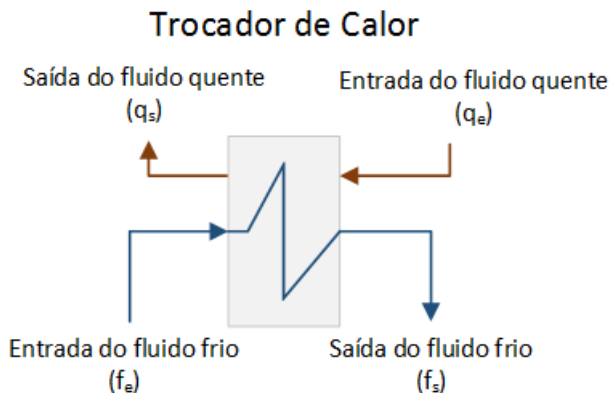 Trocador de Calor
Saída do fluido quente
(qₛ)
Entrada do fluido quente
(qₑ)
Entrada do fluido frio
(fₑ)
Saída do fluido frio
(fₛ)